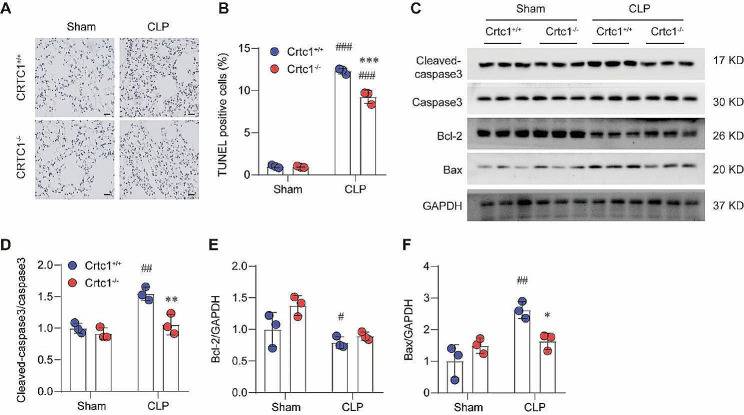 A
Sham
CLP
CRTC1+/+
CRTC1-/-
B
Crtc1+/+
Crtc1-/-
###
***
###
TUNEL positive cells (%)
20
15
10
5
0
Sham
CLP
C
Sham
CLP
Crtc1+/+
Crtc1-/-
Crtc1+/+
Crtc1-/-
Cleaved-
caspase3
17 KD
Caspase3
30 KD
Bcl-2
26 KD
Bax
20 KD
GAPDH
37 KD
D
Crtc1+/+
Crtc1-/-
##
**
Cleaved-caspase3/caspase3
2.0
1.5
1.0
0.5
0.0
Sham
CLP
E
#
Bcl-2/GAPDH
2.0
1.5
1.0
0.5
0.0
Sham
CLP
F
##
*
Bax/GAPDH
4
3
2
1
0
Sham
CLP